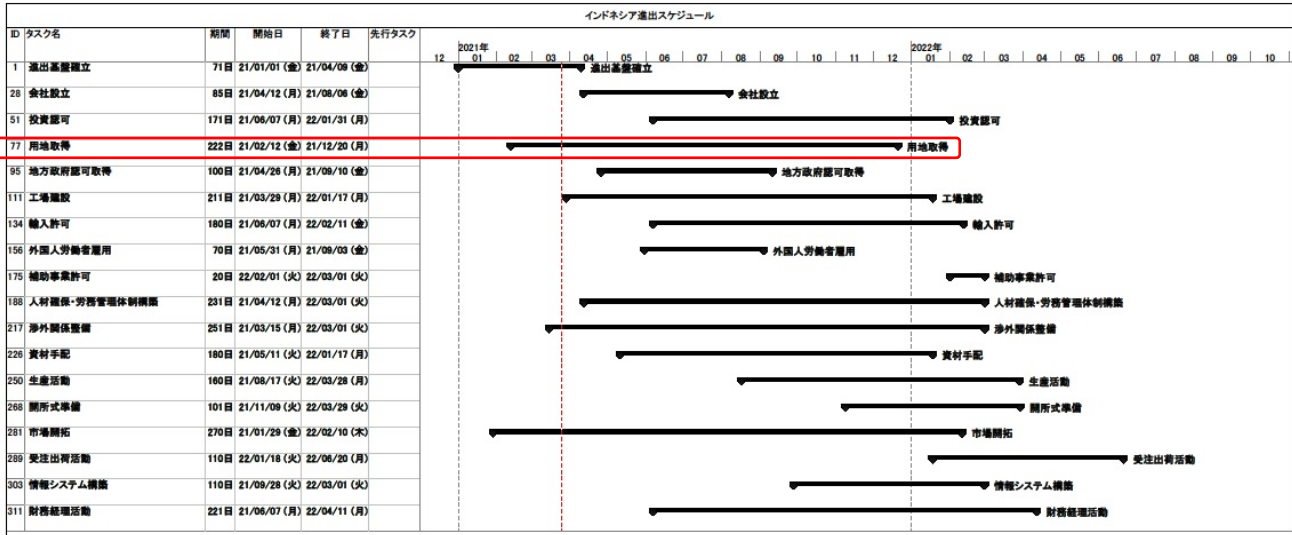 インドネシア進出スケジュール
ID タスク名 期間 開始日 終了日 先行タスク
2021年 2022年
12 01 02 03 04 05 06 07 08 09 10 11 12 01 02 03 04 05 06 07 08 09 10
1 進出基盤確立 71日 21/01/01 (金) 21/04/09 (金) 進出基盤確立
28 会社設立 85日 21/04/12 (月) 21/08/06 (金) 会社設立
51 投資認可 171日 21/06/07 (月) 22/01/31 (月) 投資認可
77 用地取得 222日 21/02/12 (金) 21/12/20 (月) 用地取得
95 地方政府認可取得 100日 21/04/26 (月) 21/09/10 (金) 地方政府認可取得
111 工場建設 211日 21/03/29 (月) 22/01/17 (月) 工場建設
134 輸入許可 180日 21/06/07 (月) 22/02/11 (金) 輸入許可
156 外国人労働者雇用 70日 21/05/31 (月) 21/09/03 (金) 外国人労働者雇用
175 補助事業許可 20日 22/02/01 (火) 22/03/01 (火) 補助事業許可
188 人材確保・労務管理体制構築 231日 21/04/12 (月) 22/03/01 (火) 人材確保・労務管理体制構築
217 渉外関係整備 251日 21/03/15 (月) 22/03/01 (火) 渉外関係整備
226 資材手配 180日 21/05/11 (火) 22/01/17 (月) 資材手配
250 生産活動 160日 21/08/17 (火) 22/03/28 (月) 生産活動
268 開所式準備 101日 21/11/09 (火) 22/03/29 (火) 開所式準備
281 市場開拓 270日 21/01/29 (金) 22/02/10 (木) 市場開拓
289 受注出荷活動 110日 22/01/18 (火) 22/06/20 (月) 受注出荷活動
303 情報システム構築 110日 21/09/28 (火) 22/03/01 (火) 情報システム構築
311 財務経理活動 221日 21/06/07 (月) 22/04/11 (月) 財務経理活動